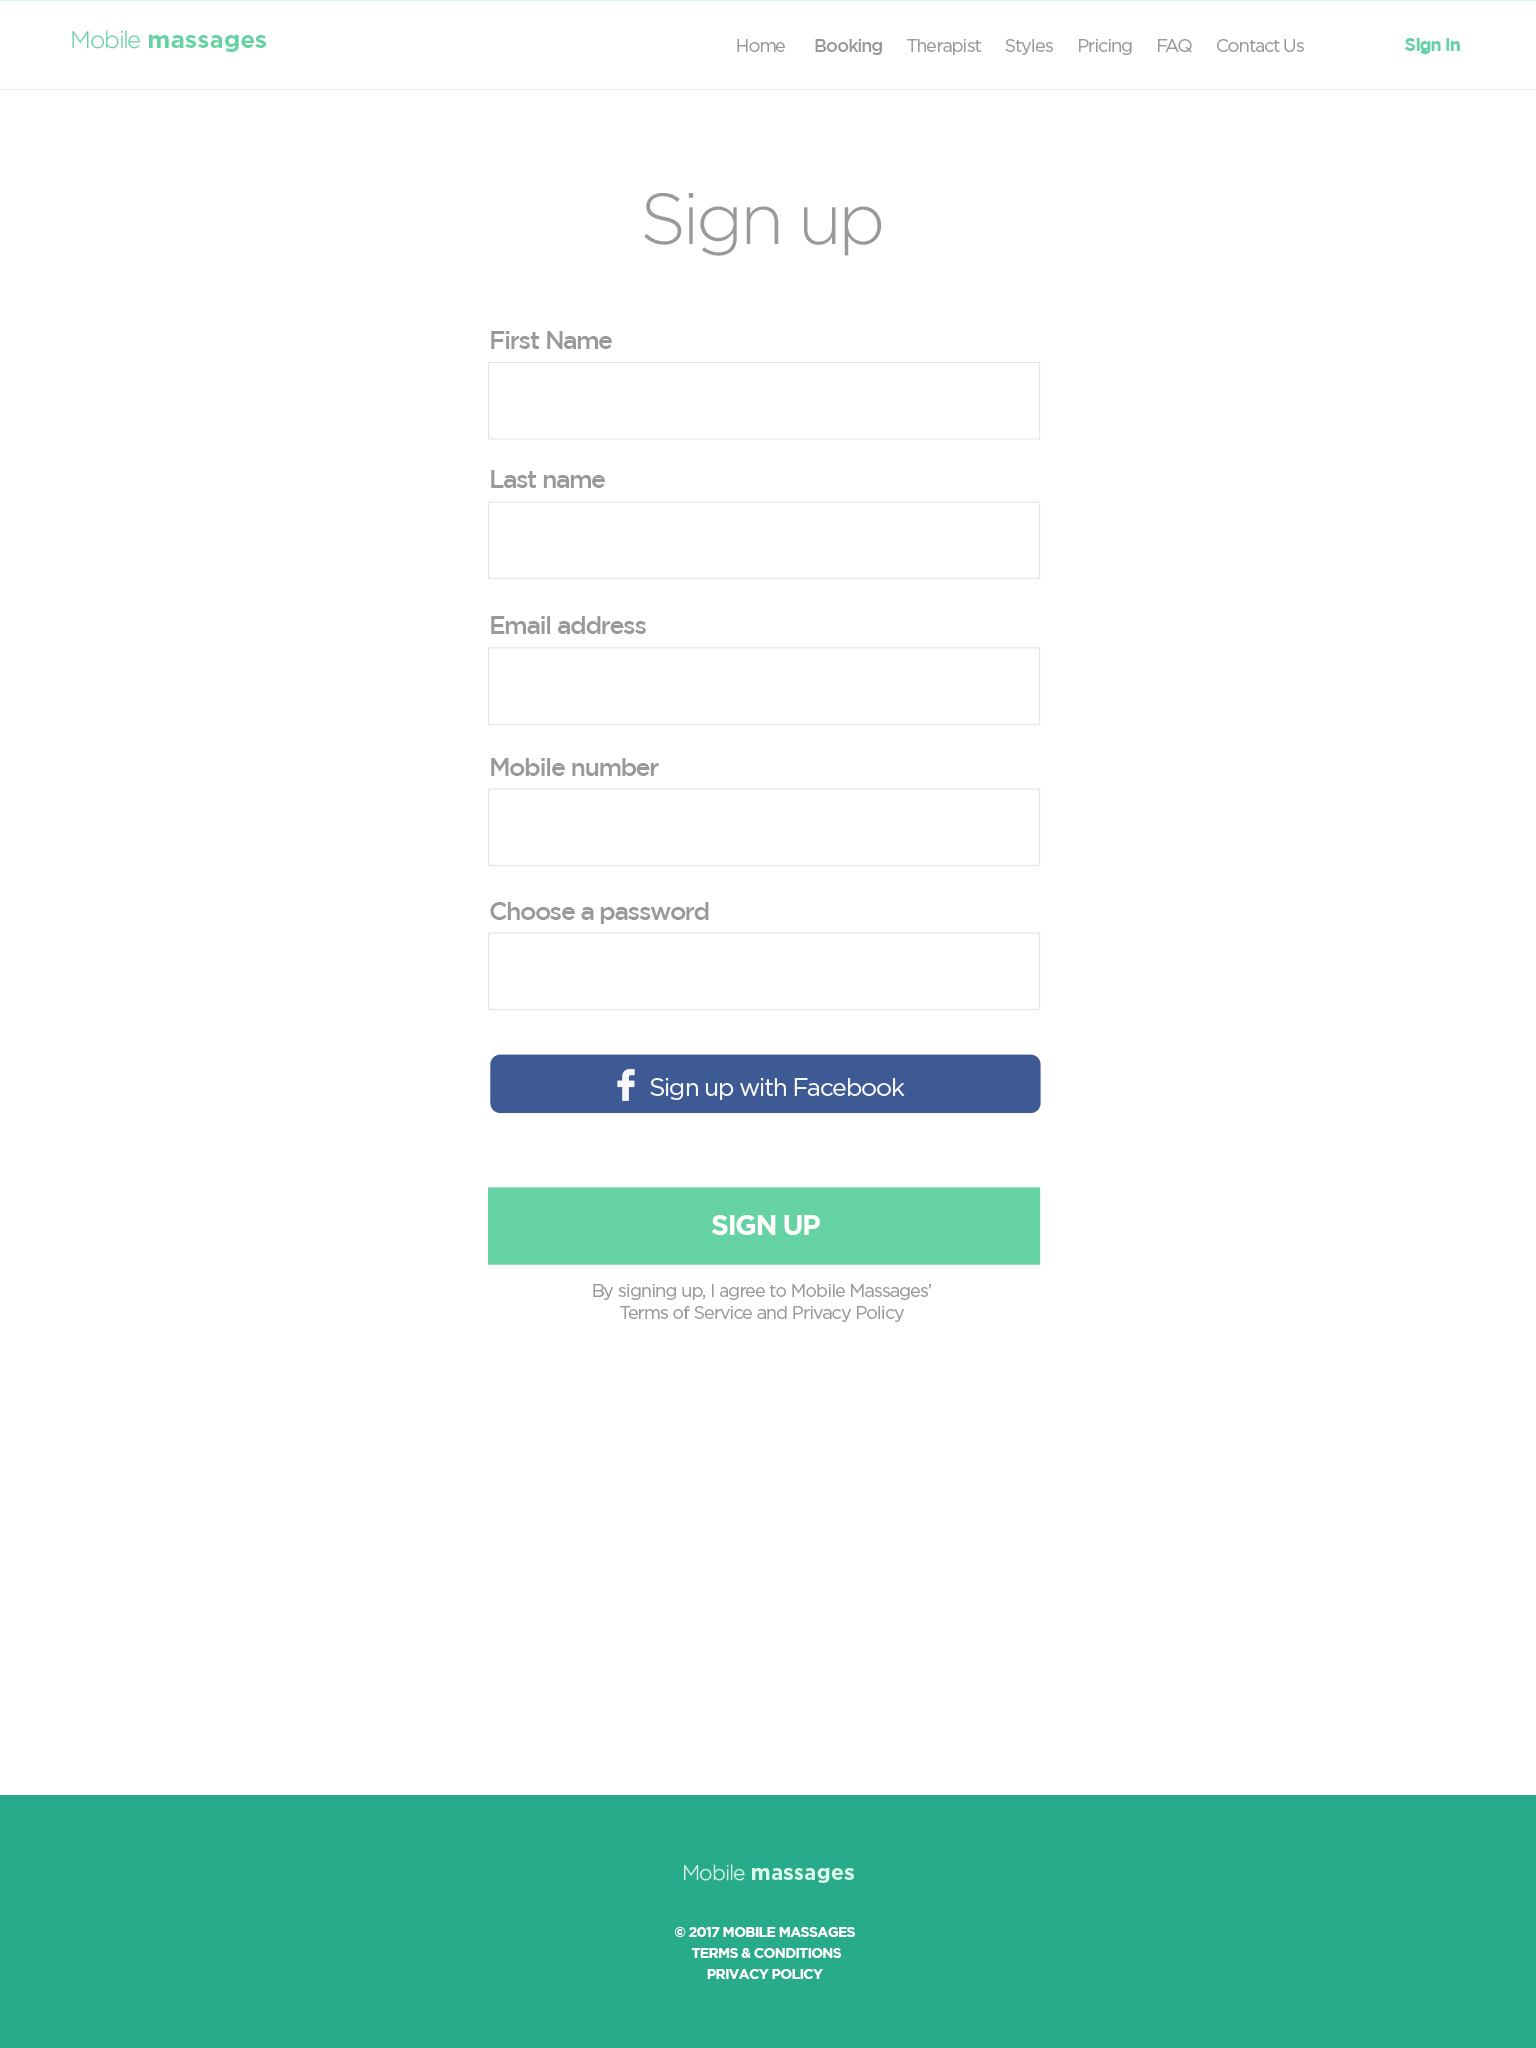 Mobile massages
Home Booking Therapist Styles Pricing FAQ Contact Us Sign In
Sign up
First Name
Last name
Email address
Mobile number
Choose a password
f Sign up with Facebook
SIGN UP
By signing up, I agree to Mobile Massages’
Terms of Service and Privacy Policy
Mobile massages
© 2017 MOBILE MASSAGES
TERMS & CONDITIONS
PRIVACY POLICY